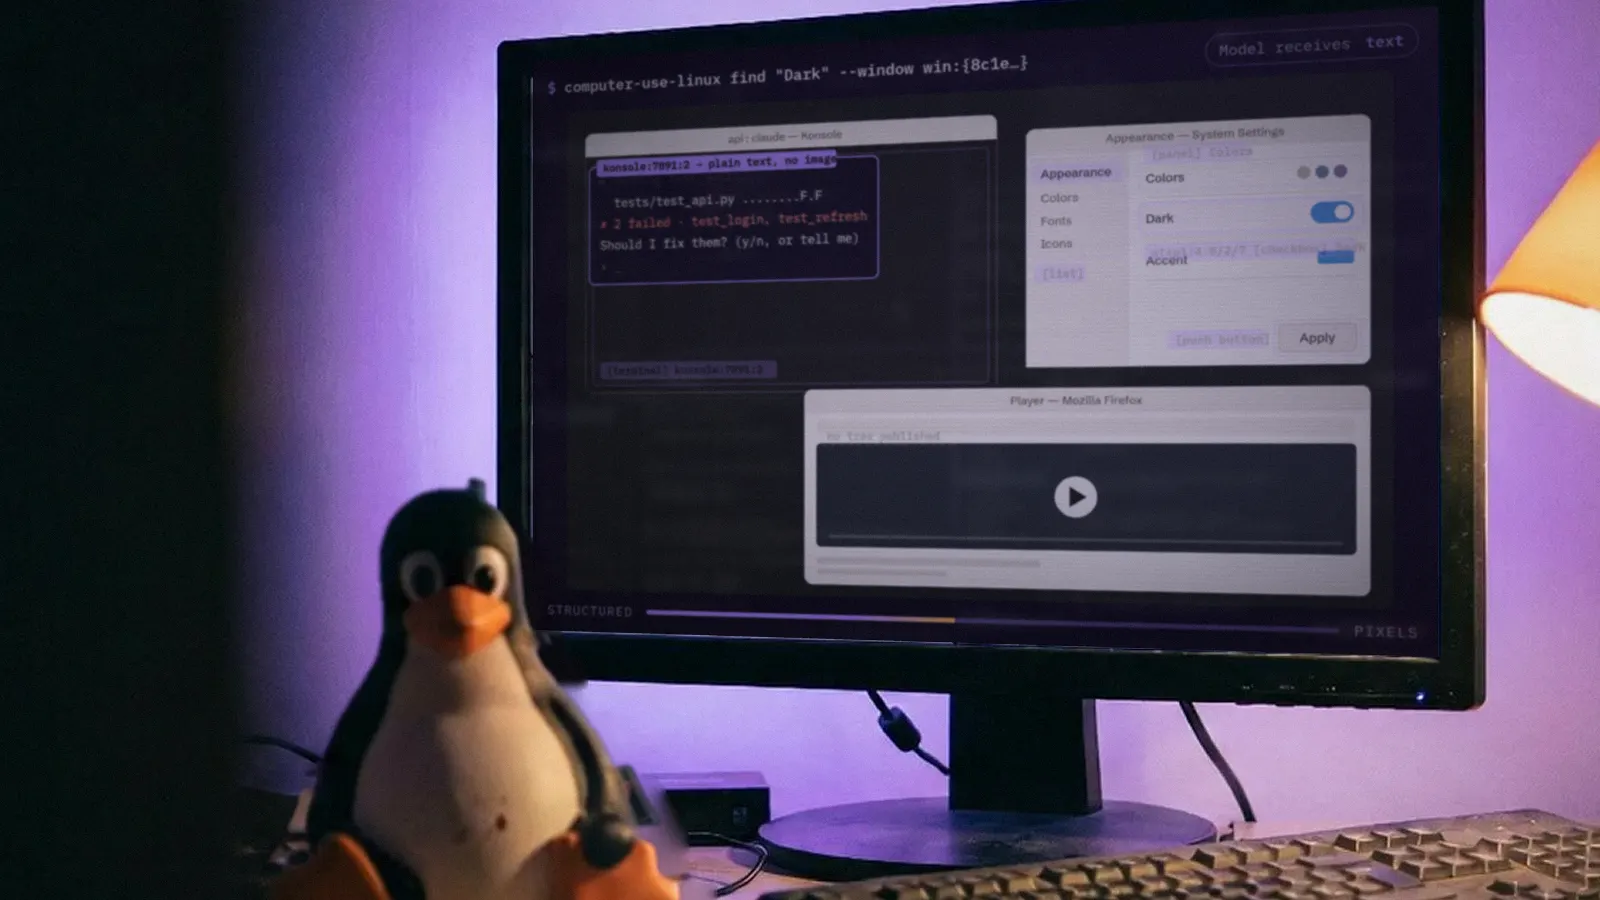 $ computer-use-linux find "Dark" --window win:{8c1e…}
Model receives text
api : claude — Konsole
konsole:7891:2 — plain text, no image
tests/test_api.py ........F.F
✗ 2 failed · test_login, test_refresh
Should I fix them? (y/n, or tell me)
›
[terminal] konsole:7891:2
Appearance — System Settings
[panel] Colors
Appearance
Colors
Fonts
Icons
[list]
Colors
Dark
Accent
[push button]
Apply
Player — Mozilla Firefox
no tree published
STRUCTURED
PIXELS